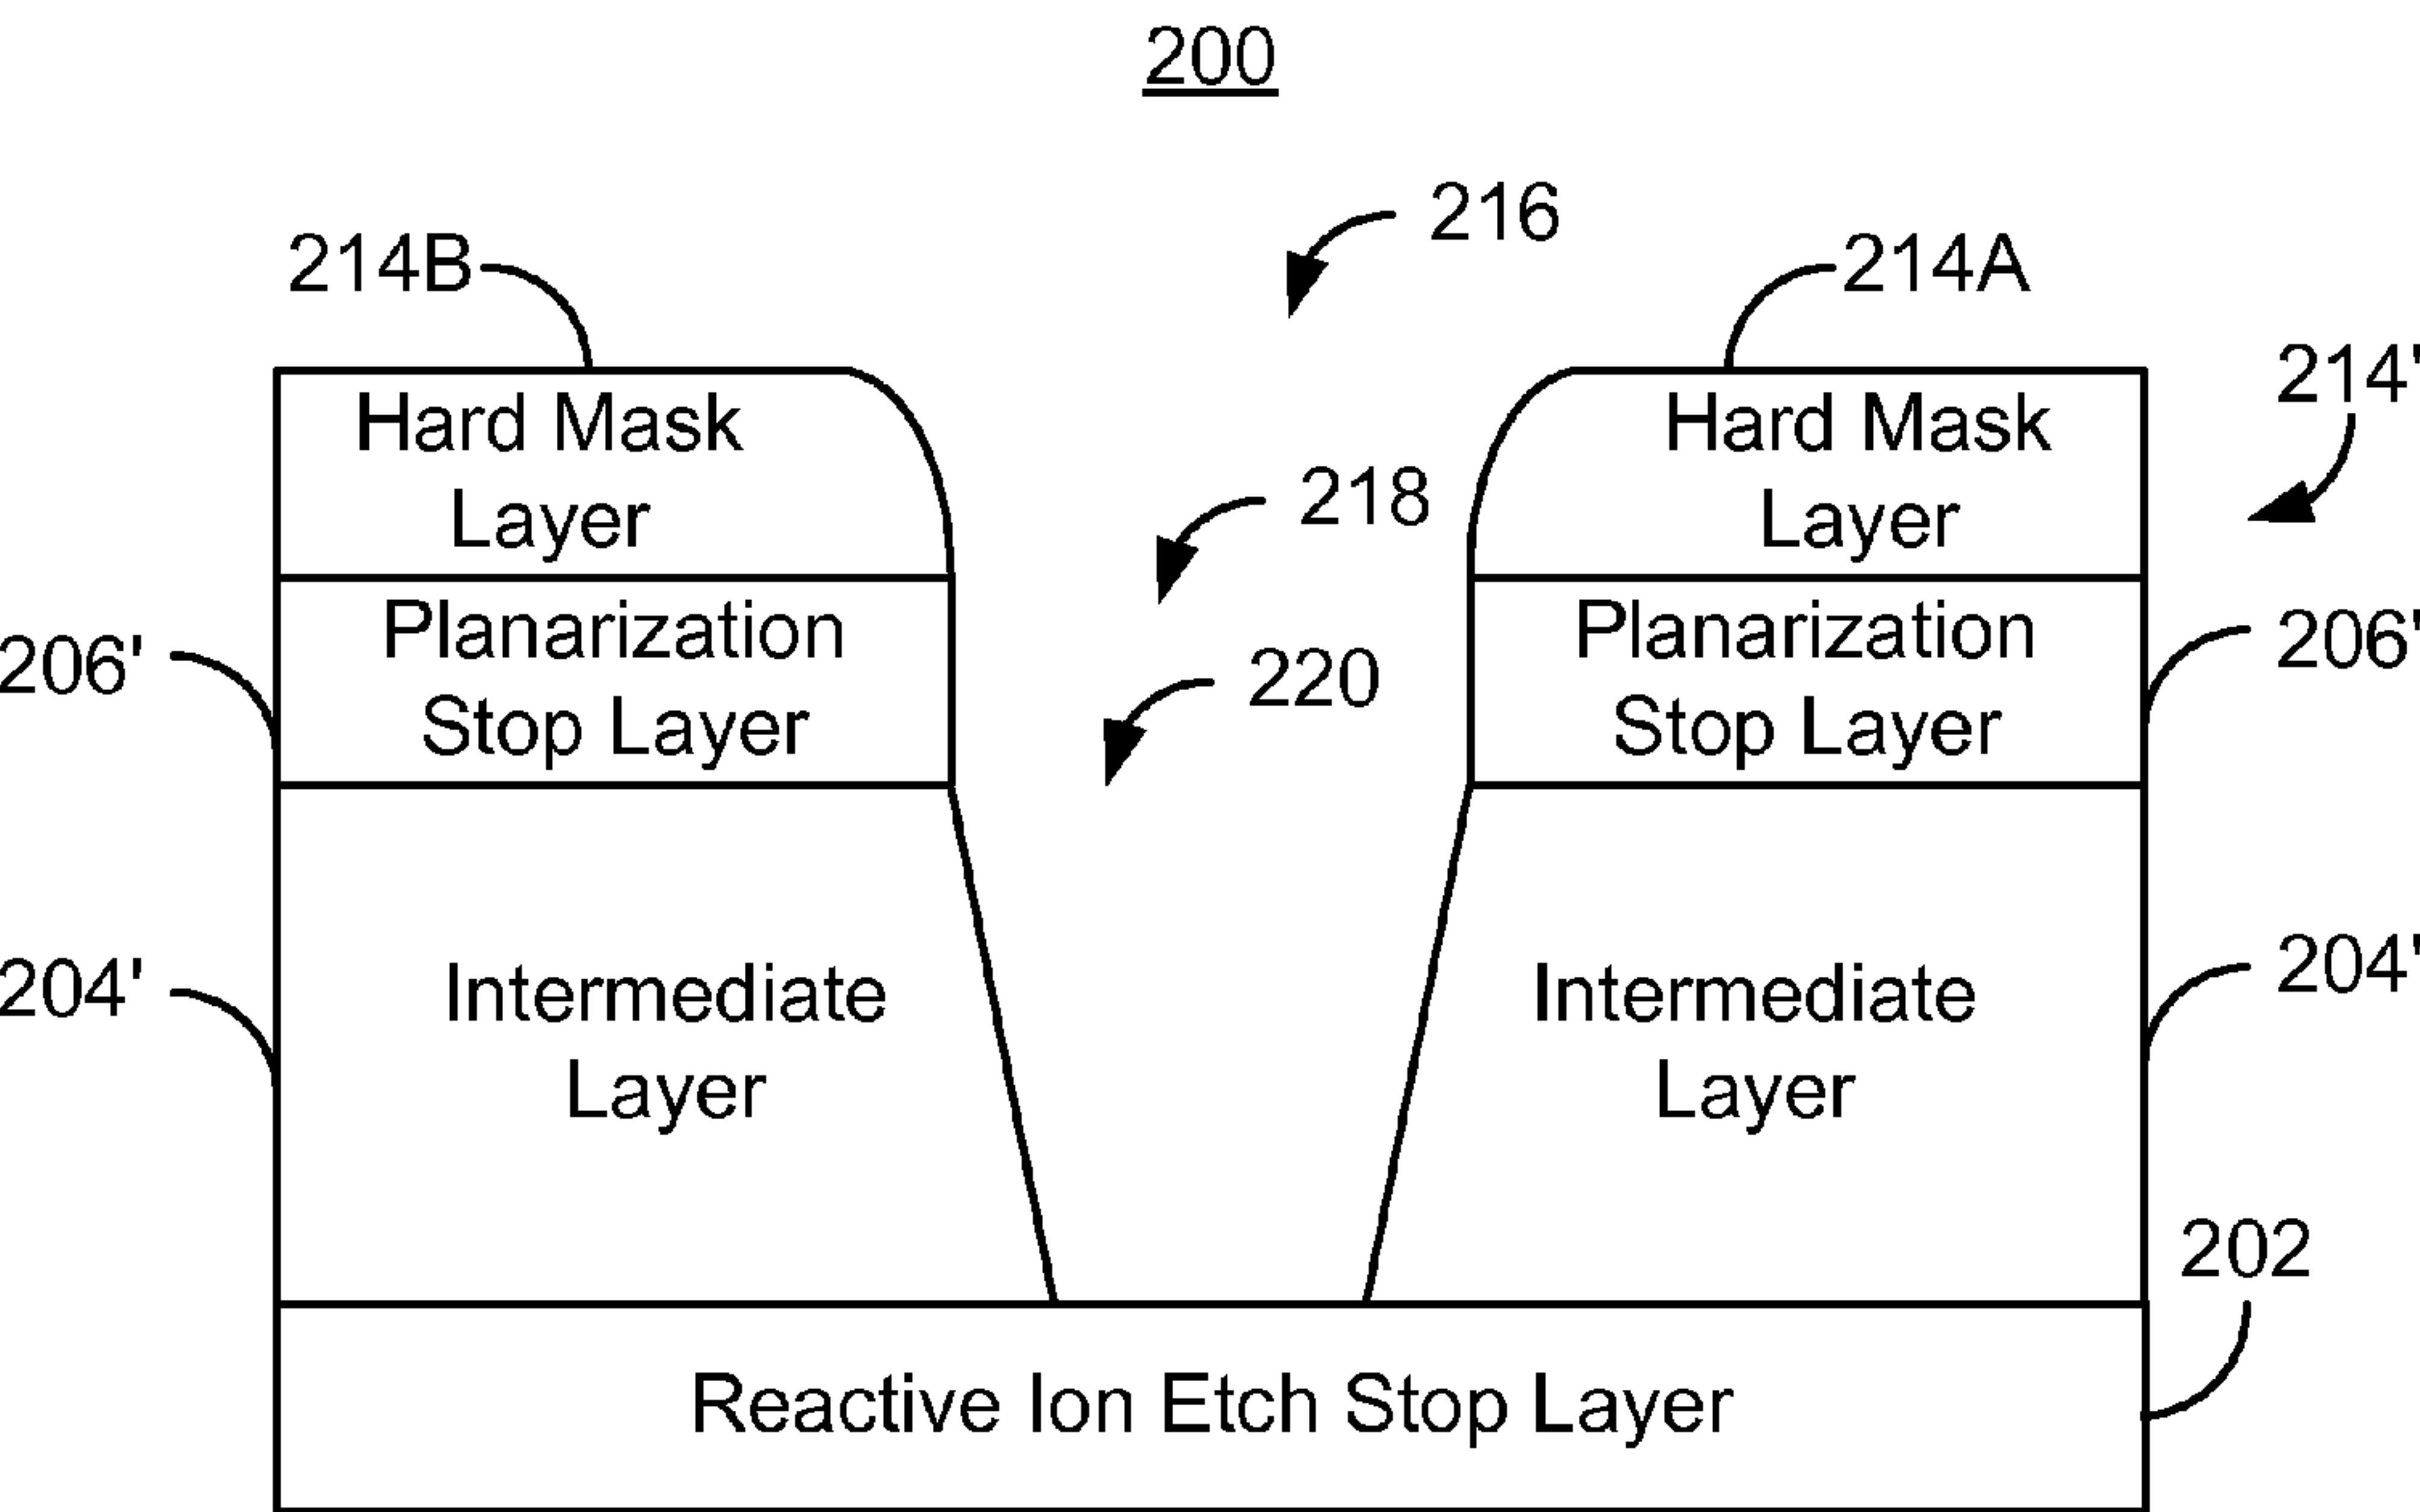 200
216
214B
214A
214'
Hard Mask
Layer
Hard Mask
Layer
218
206'
Planarization
Stop Layer
220
Planarization
Stop Layer
206'
204'
Intermediate
Layer
Intermediate
Layer
204'
202
Reactive Ion Etch Stop Layer